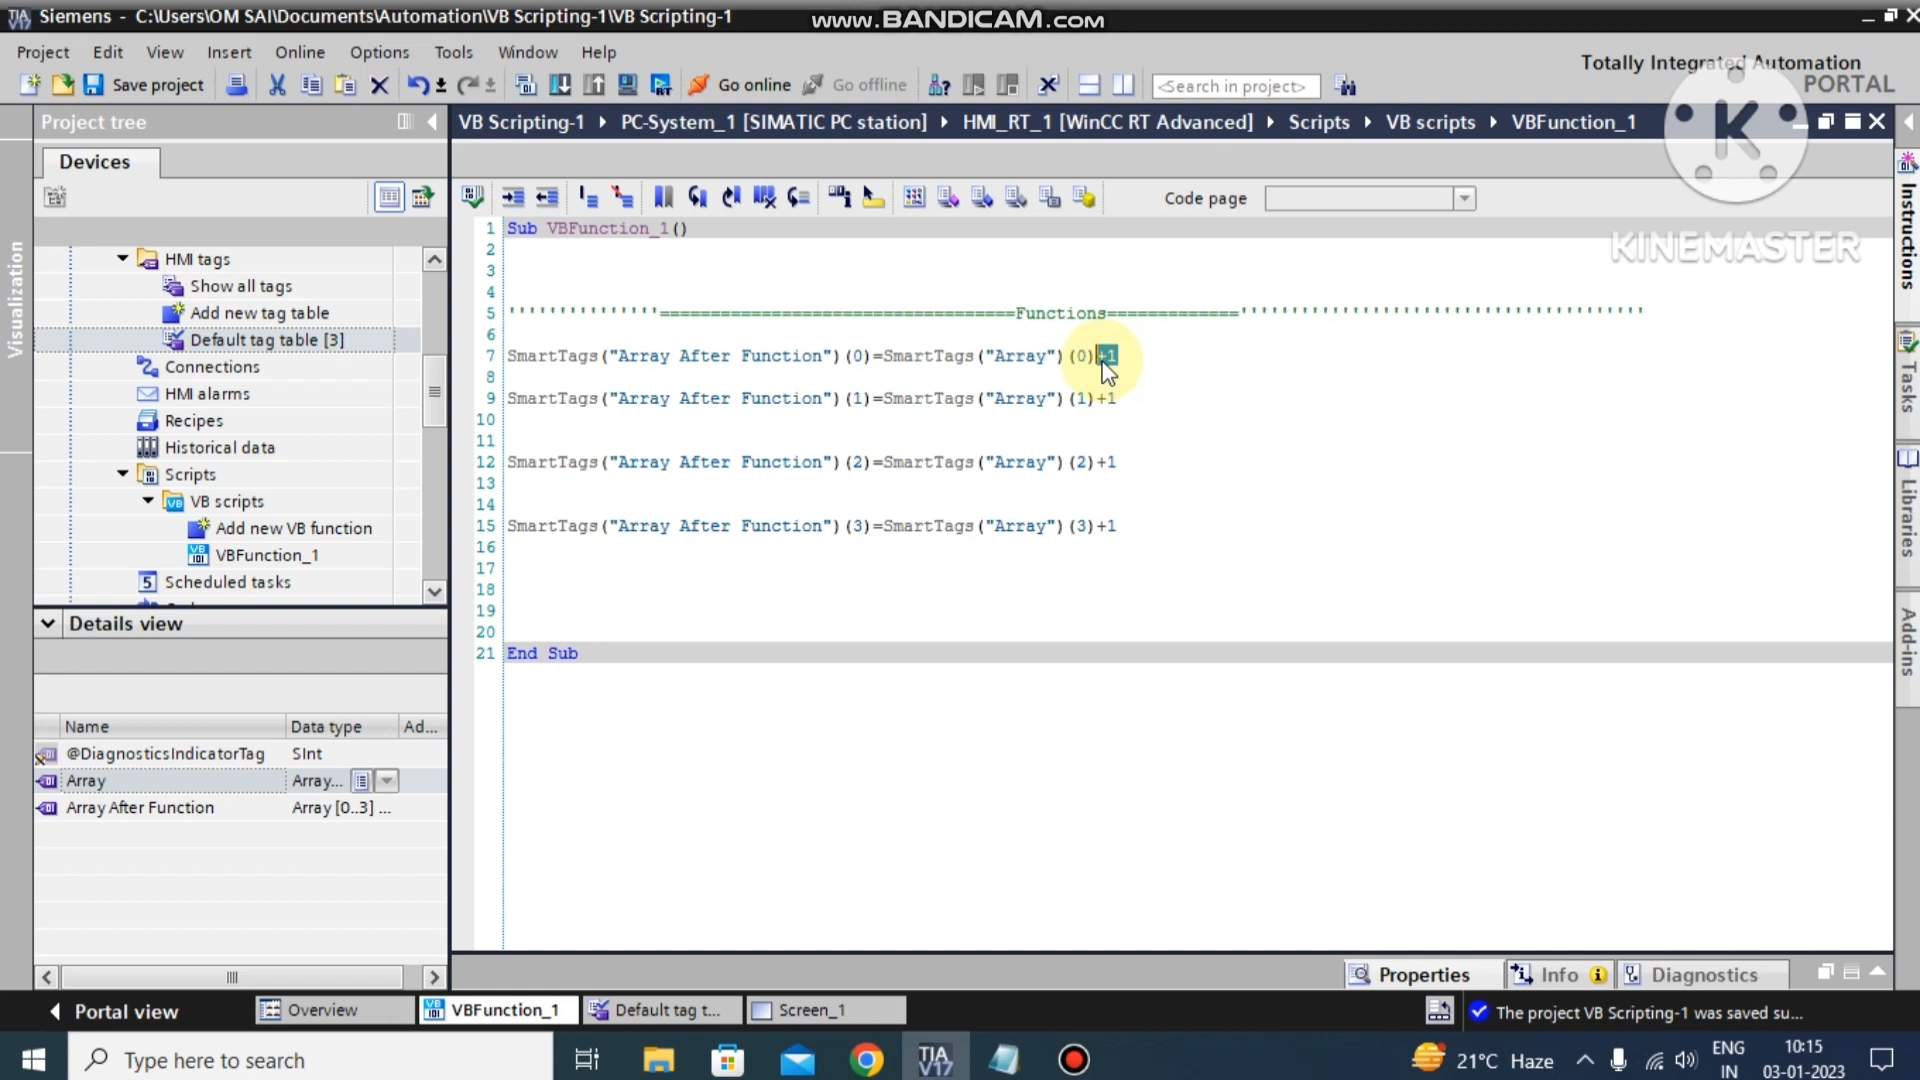 Siemens - C:\Users\OM SAI\Documents\Automation\VB Scripting-1\VB Scripting-1
www.BANDICAM.com
Project Edit View Insert Online Options Tools Window Help
Totally Integrated Automation
PORTAL
Save project
Go online
Go offline
<Search in project>
Project tree
VB Scripting-1 ▸ PC-System_1 [SIMATIC PC station] ▸ HMI_RT_1 [WinCC RT Advanced] ▸ Scripts ▸ VB scripts ▸ VBFunction_1
K
KINEMASTER
Devices
Code page
Visualization
HMI tags
Show all tags
Add new tag table
Default tag table [3]
Connections
HMI alarms
Recipes
Historical data
Scripts
VB scripts
Add new VB function
VBFunction_1
Scheduled tasks
1 Sub VBFunction_1()
2
3
4
5 '''''''''''''''===================================Functions=============''''''''''''''''''''''''''''''''''''''''
6
7 SmartTags("Array After Function")(0)=SmartTags("Array")(0)+1
8
9 SmartTags("Array After Function")(1)=SmartTags("Array")(1)+1
10
11
12 SmartTags("Array After Function")(2)=SmartTags("Array")(2)+1
13
14
15 SmartTags("Array After Function")(3)=SmartTags("Array")(3)+1
16
17
18
19
20
21 End Sub
Instructions
Tasks
Libraries
Add-ins
Details view
Name Data type Ad...
@DiagnosticsIndicatorTag SInt
Array Array...
Array After Function Array [0..3] ...
Properties
Info
Diagnostics
Portal view
Overview
VBFunction_1
Default tag t...
Screen_1
The project VB Scripting-1 was saved su...
Type here to search
TIA V17
21°C Haze
ENG
IN
10:15
03-01-2023